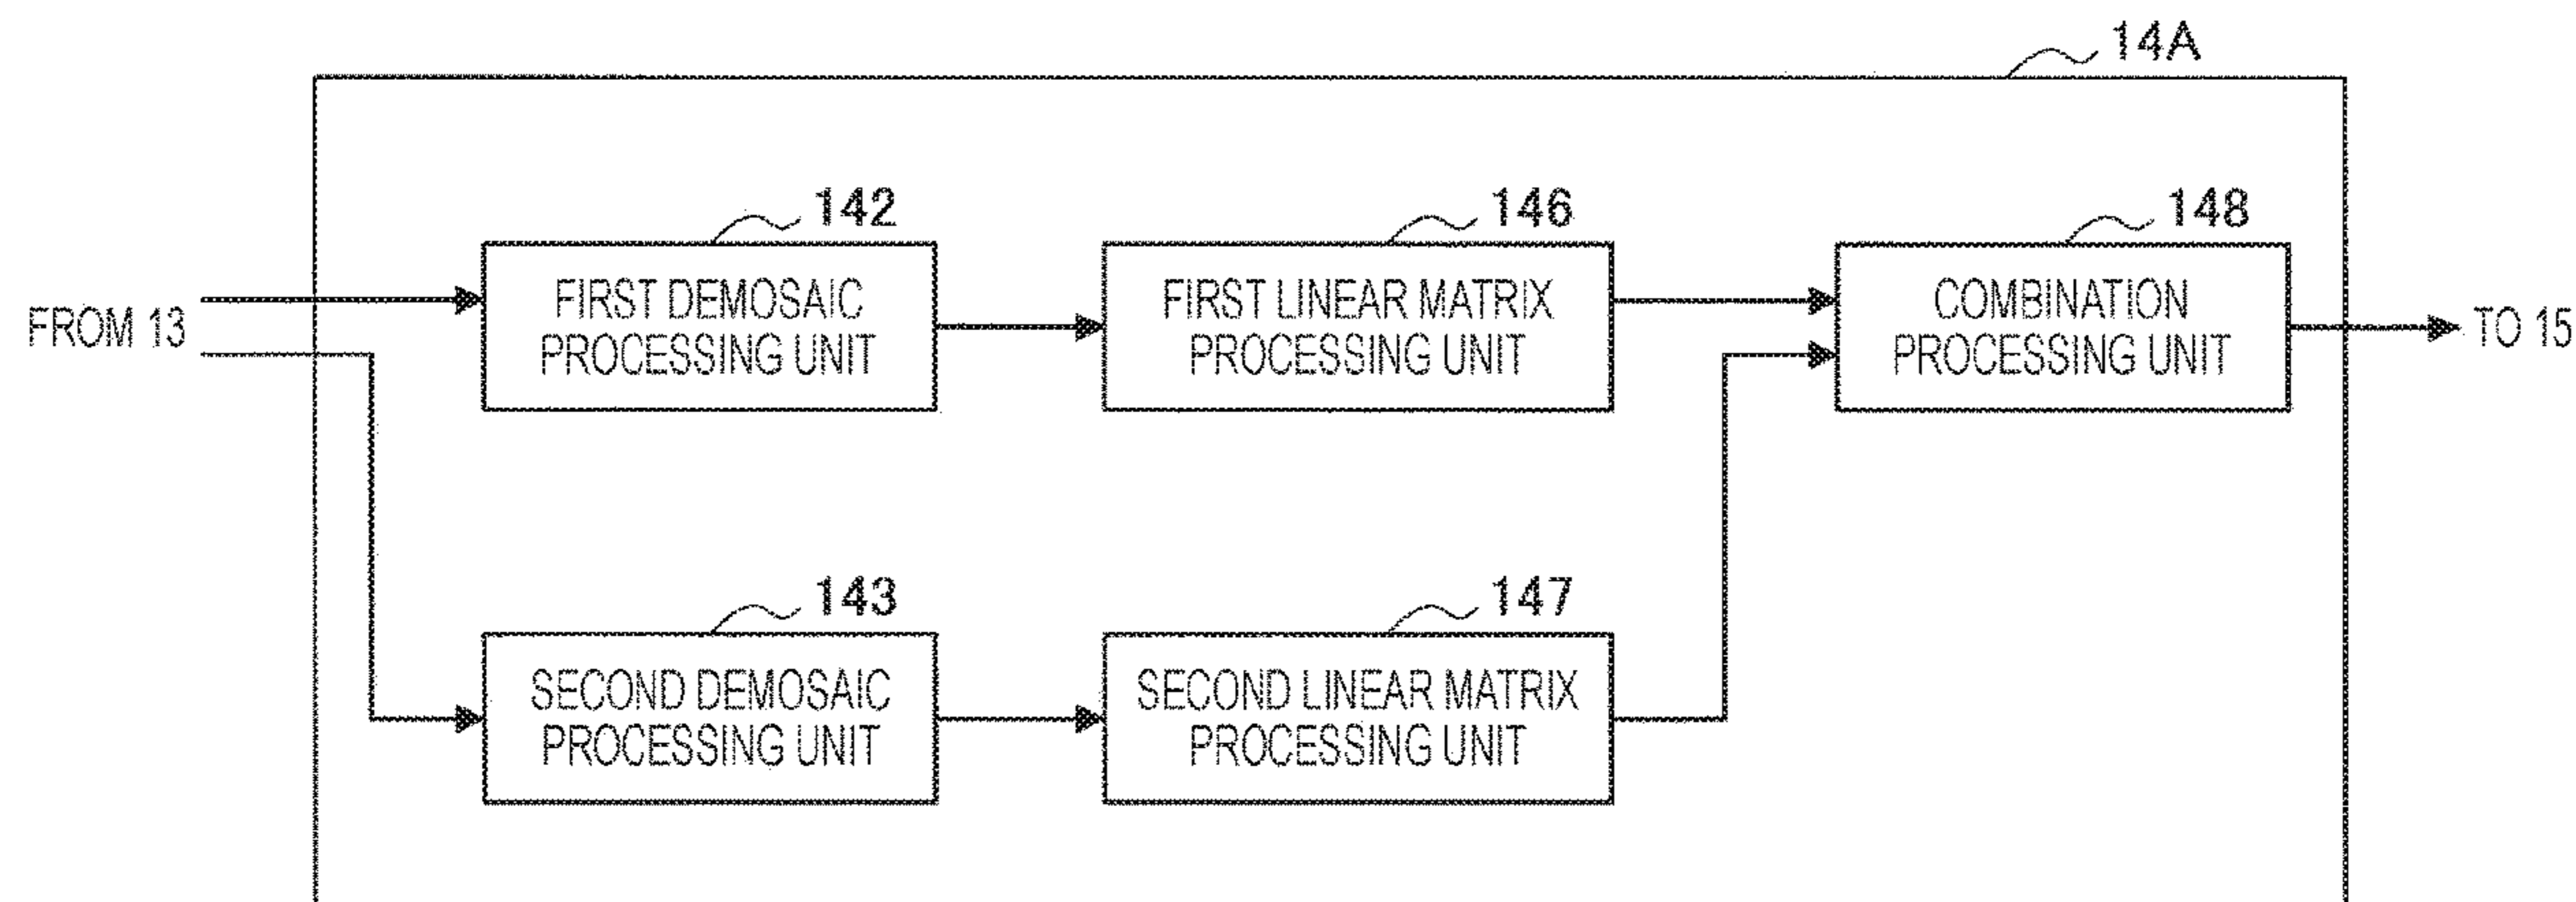 14A
142
146
148
FROM 13
FIRST DEMOSAIC
PROCESSING UNIT
FIRST LINEAR MATRIX
PROCESSING UNIT
COMBINATION
PROCESSING UNIT
TO 15
143
147
SECOND DEMOSAIC
PROCESSING UNIT
SECOND LINEAR MATRIX
PROCESSING UNIT